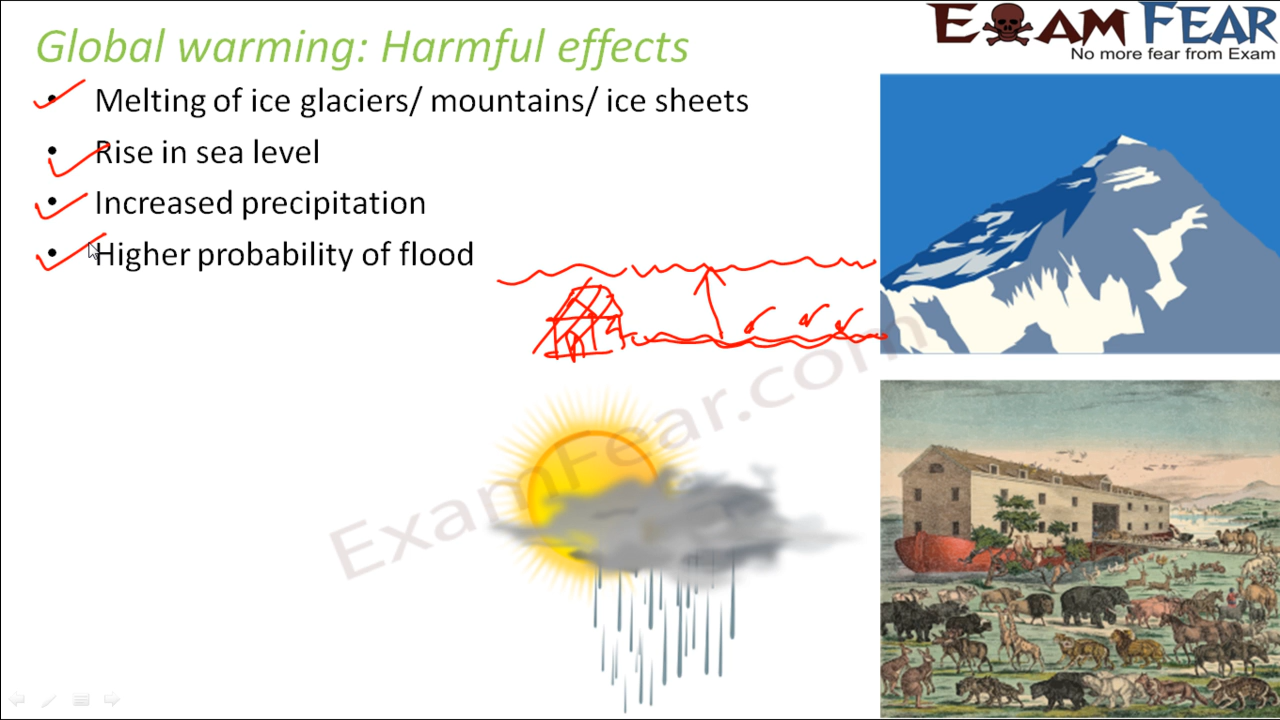 Global warming: Harmful effects
EXAM FEAR
No more fear from Exam
• Melting of ice glaciers/ mountains/ ice sheets
• Rise in sea level
• Increased precipitation
• Higher probability of flood
ExamFear.com